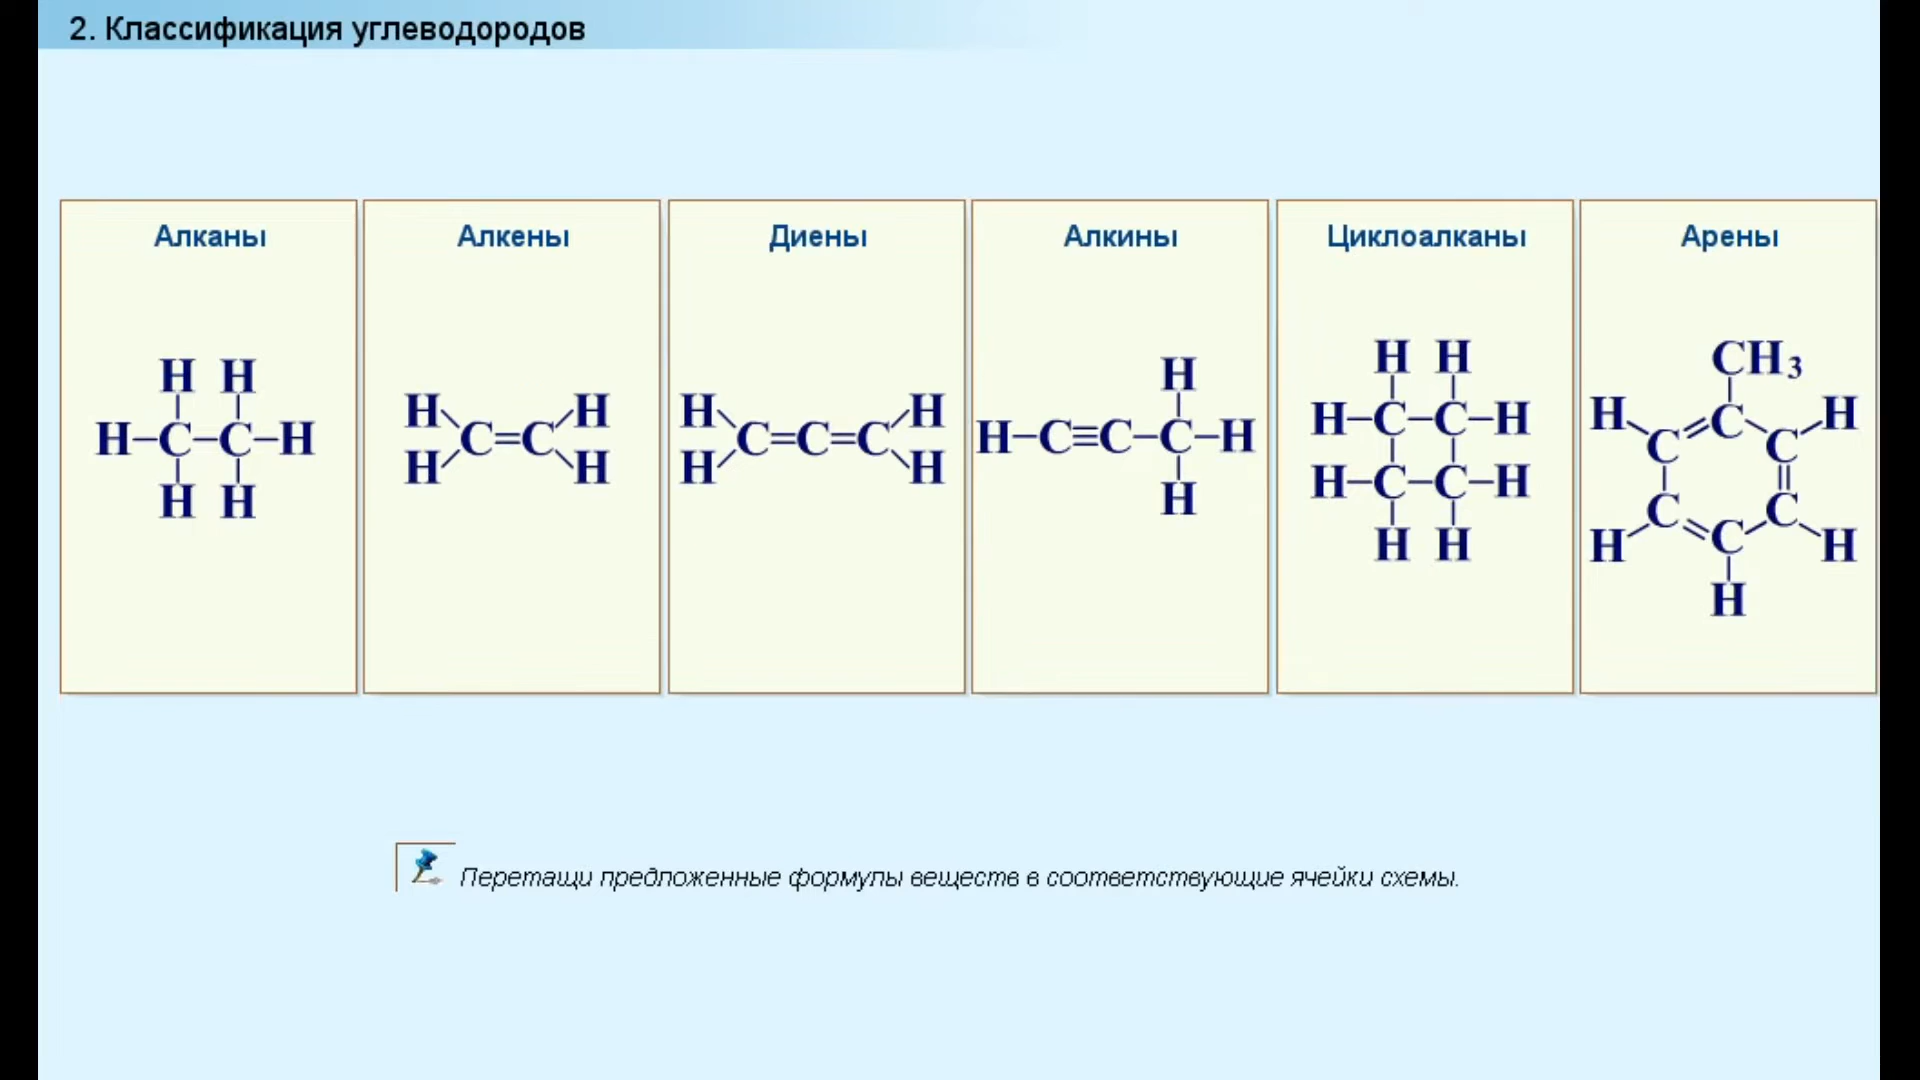 2. Классификация углеводородов
Алканы
H H
H–C–C–H
H H
Алкены
H H
C=C
H H
Диены
H H
C=C=C
H H
Алкины
H
H–C≡C–C–H
H
Циклоалканы
H H
H–C–C–H
H–C–C–H
H H
Арены
CH₃
H C H
C C
C C
H C H
H
Перетащи предложенные формулы веществ в соответствующие ячейки схемы.